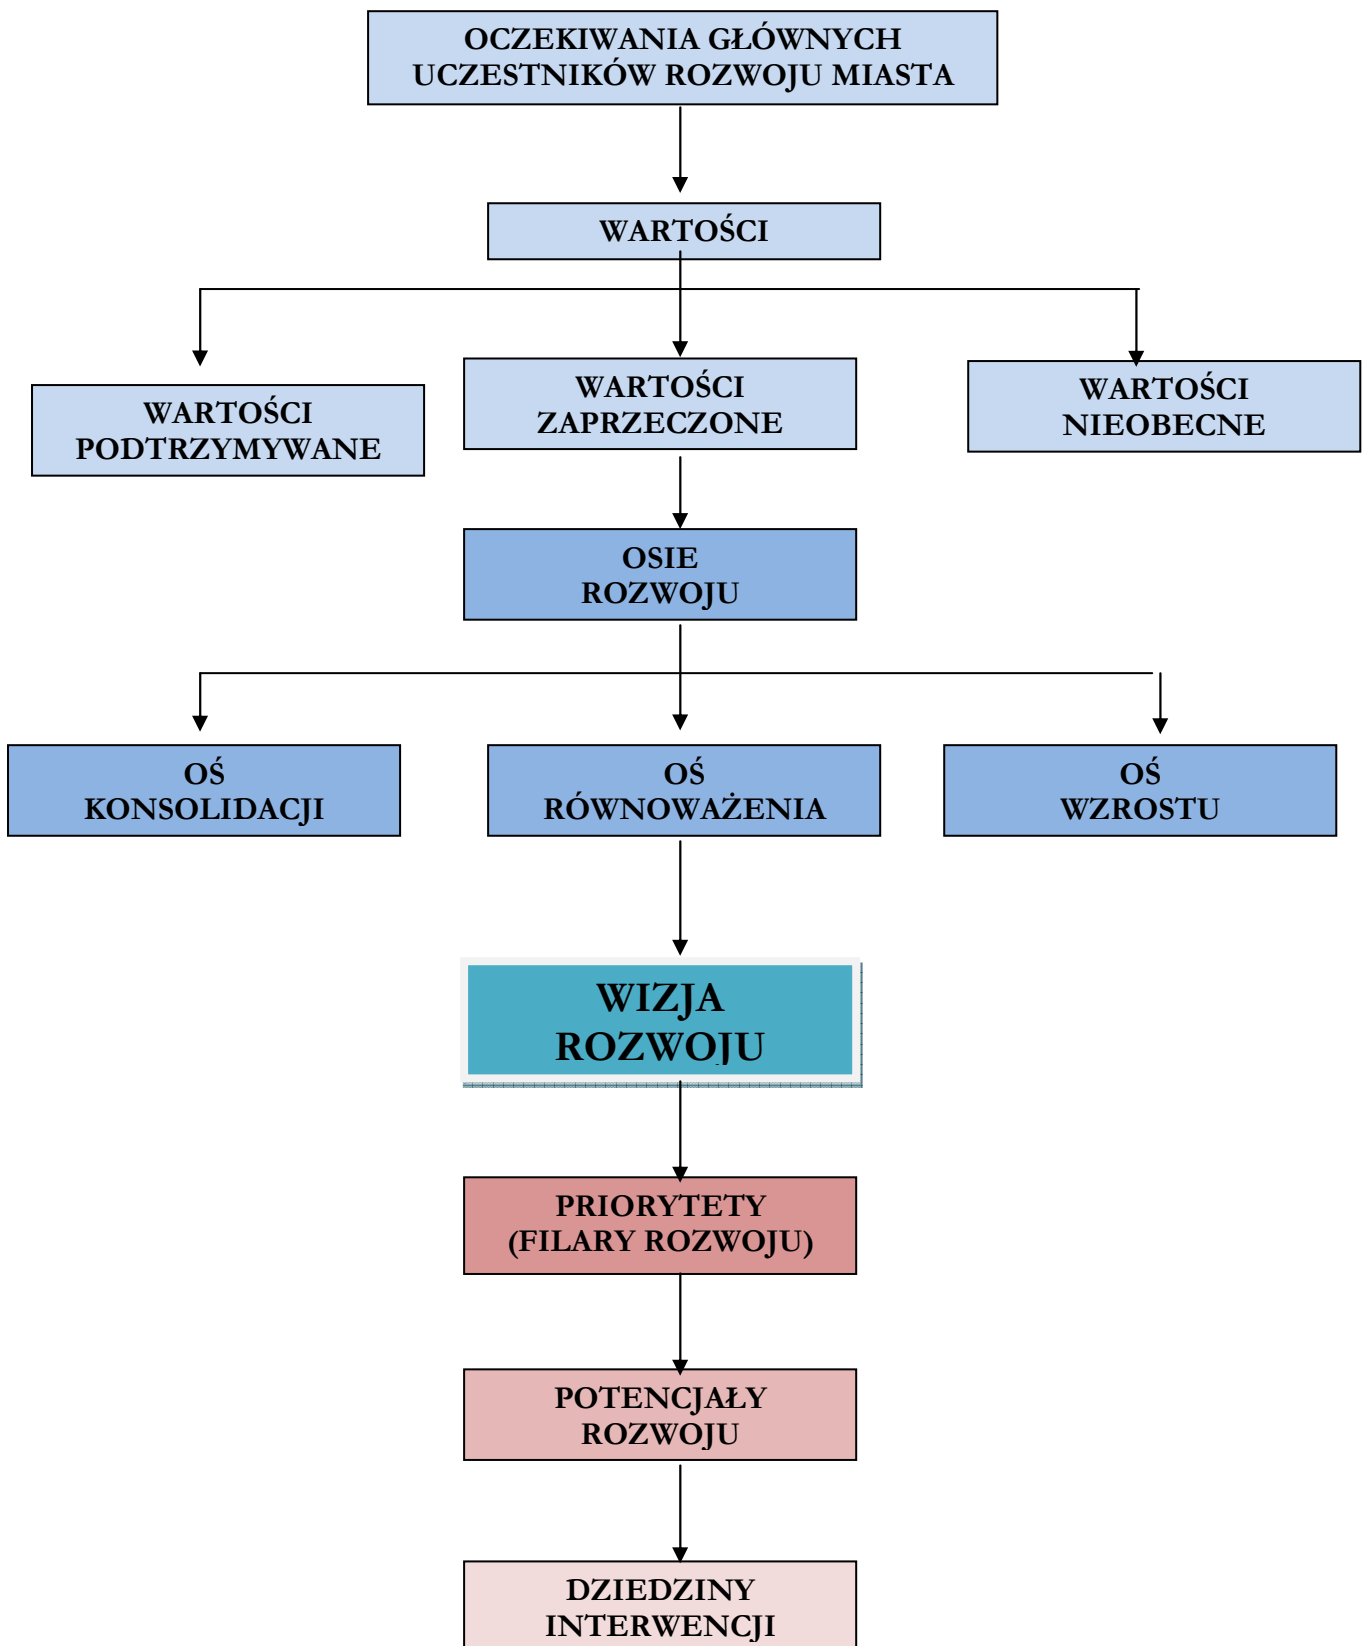 OCZEKIWANIA GŁÓWNYCH
UCZESTNIKÓW ROZWOJU MIASTA
WARTOŚCI
WARTOŚCI
PODTRZYMYWANE
WARTOŚCI
ZAPRZECZONE
WARTOŚCI
NIEOBECNE
OSIE
ROZWOJU
OŚ
KONSOLIDACJI
OŚ
RÓWNOWAŻENIA
OŚ
WZROSTU
WIZJA
ROZWOJU
PRIORYTETY
(FILARY ROZWOJU)
POTENCJAŁY
ROZWOJU
DZIEDZINY
INTERWENCJI